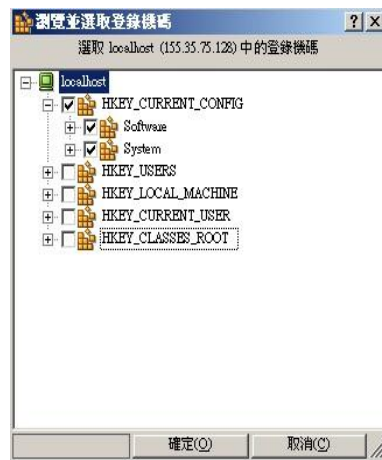 瀏覽並選取登錄機碼
選取 localhost (155.35.75.128) 中的登錄機碼
localhost
HKEY_CURRENT_CONFIG
Software
System
HKEY_USERS
HKEY_LOCAL_MACHINE
HKEY_CURRENT_USER
HKEY_CLASSES_ROOT
確定(O) 取消(C)